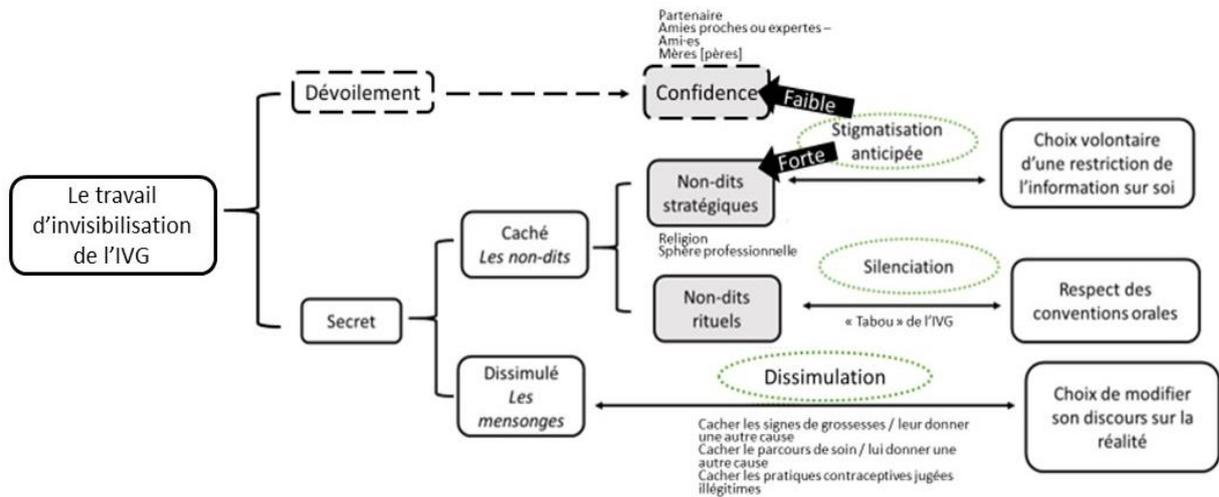 Partenaire
Amies proches ou expertes –
Ami·es
Mères [pères]
Dévoilement
Confidence
Faible
Stigmatisation
anticipée
Forte
Choix volontaire
d'une restriction de
l'information sur soi
Le travail
d'invisibilisation
de l'IVG
Non-dits
stratégiques
Caché
Les non-dits
Religion
Sphère professionnelle
Silenciation
Non-dits
rituels
« Tabou » de l'IVG
Respect des
conventions orales
Secret
Dissimulé
Les
mensonges
Dissimulation
Choix de modifier
son discours sur la
réalité
Cacher les signes de grossesses / leur donner
une autre cause
Cacher le parcours de soin / lui donner une
autre cause
Cacher les pratiques contraceptives jugées
illégitimes